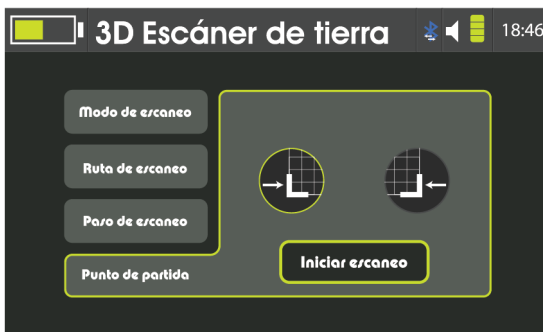 3D Escáner de tierra
18:46
Modo de escaneo
Ruta de escaneo
Paso de escaneo
Punto de partida
Iniciar escaneo